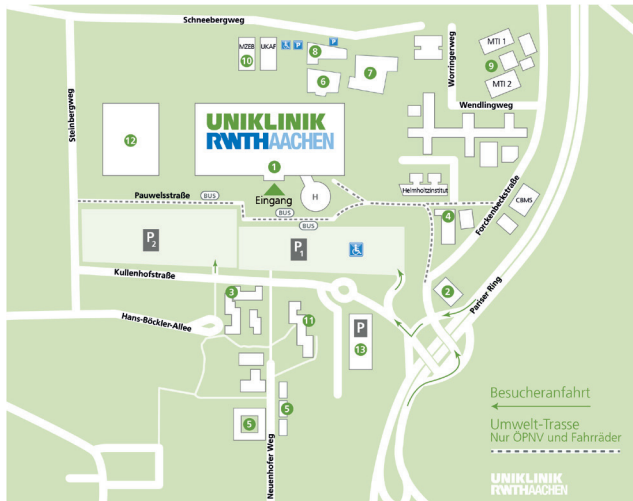 Schneebergweg
MZEB
UKAF
P
P
8
10
6
7
MTI 1
9
MTI 2
Worringerweg
Wendlingweg
Steinbergweg
12
UNIKLINIK
RWTHAACHEN
1
Eingang
H
Helmholtzinstitut
CBMS
4
Forckenbeckstraße
Pauwelsstraße
BUS
BUS
BUS
P2
P1
Kullenhofstraße
2
Pariser Ring
3
Hans-Böckler-Allee
11
P
13
5
5
Neuenhofer Weg
Besucheranfahrt
Umwelt-Trasse
Nur ÖPNV und Fahrräder
UNIKLINIK
RWTHAACHEN